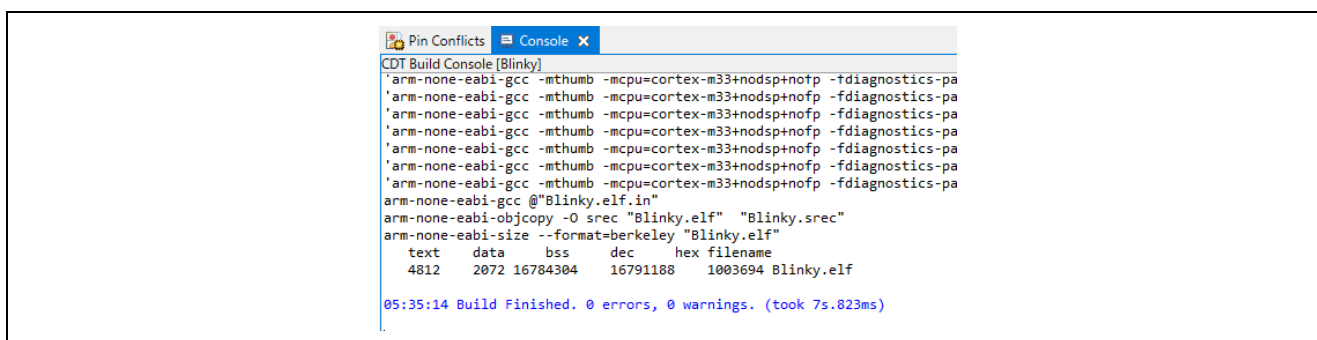 Pin Conflicts Console
CDT Build Console [Blinky]
'arm-none-eabi-gcc -mthumb -mcpu=cortex-m33+nodsp+nofp -fdiagnostics-pa
'arm-none-eabi-gcc -mthumb -mcpu=cortex-m33+nodsp+nofp -fdiagnostics-pa
'arm-none-eabi-gcc -mthumb -mcpu=cortex-m33+nodsp+nofp -fdiagnostics-pa
'arm-none-eabi-gcc -mthumb -mcpu=cortex-m33+nodsp+nofp -fdiagnostics-pa
'arm-none-eabi-gcc -mthumb -mcpu=cortex-m33+nodsp+nofp -fdiagnostics-pa
'arm-none-eabi-gcc -mthumb -mcpu=cortex-m33+nodsp+nofp -fdiagnostics-pa
'arm-none-eabi-gcc -mthumb -mcpu=cortex-m33+nodsp+nofp -fdiagnostics-pa
arm-none-eabi-gcc @"Blinky.elf.in"
arm-none-eabi-objcopy -O srec "Blinky.elf"  "Blinky.srec"
arm-none-eabi-size --format=berkeley "Blinky.elf"
text data bss dec hex filename
4812 2072 16784304 16791188 1003694 Blinky.elf
05:35:14 Build Finished. 0 errors, 0 warnings. (took 7s.823ms)